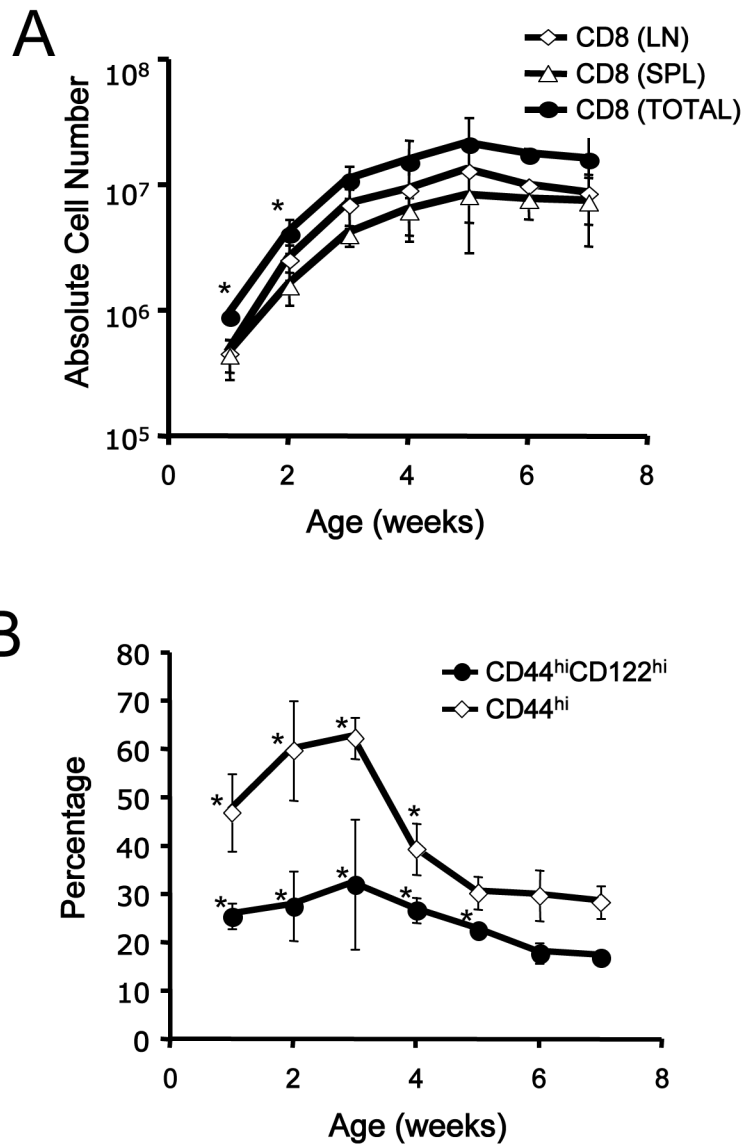 A
CD8 (LN)
CD8 (SPL)
CD8 (TOTAL)
10⁸
10⁷
10⁶
10⁵
Absolute Cell Number
*
*
0 2 4 6 8
Age (weeks)
B
CD44ʰⁱCD122ʰⁱ
CD44ʰⁱ
80
70
60
50
40
30
20
10
0
Percentage
* * * *
* * * * *
0 2 4 6 8
Age (weeks)